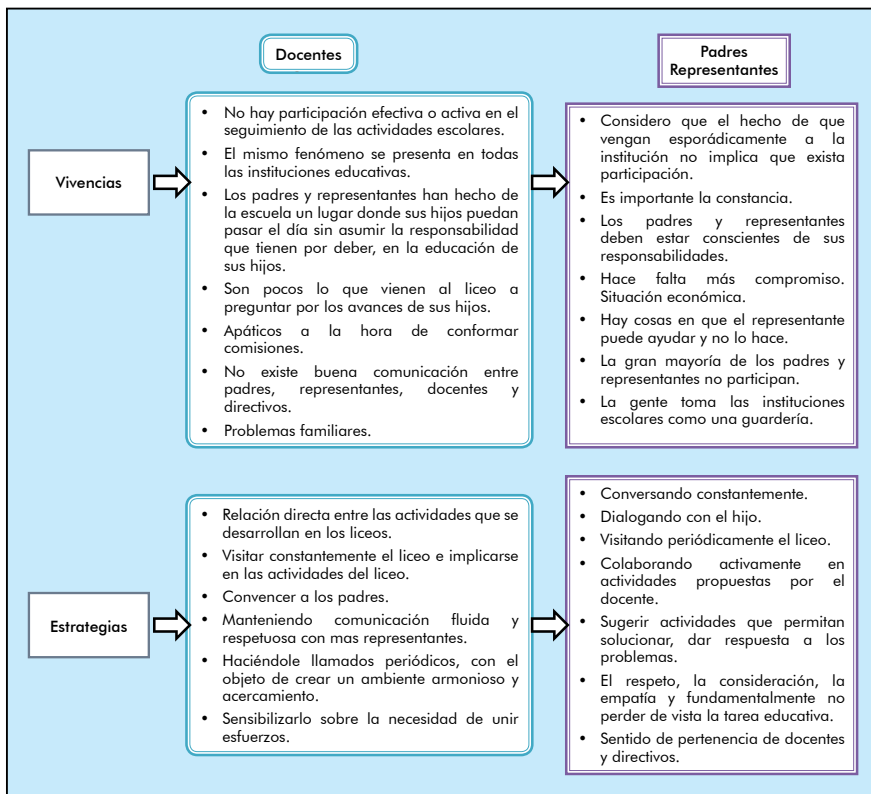 Docentes
Padres
Representantes
Vivencias
• No hay participación efectiva o activa en el
seguimiento de las actividades escolares.
• El mismo fenómeno se presenta en todas
las instituciones educativas.
• Los padres y representantes han hecho de
la escuela un lugar donde sus hijos puedan
pasar el día sin asumir la responsabilidad
que tienen por deber, en la educación de
sus hijos.
• Son pocos lo que vienen al liceo a
preguntar por los avances de sus hijos.
• Apáticos a la hora de conformar
comisiones.
• No existe buena comunicación entre
padres, representantes, docentes y
directivos.
• Problemas familiares.
• Considero que el hecho de que
vengan esporádicamente a la
institución no implica que exista
participación.
• Es importante la constancia.
• Los padres y representantes
deben estar conscientes de sus
responsabilidades.
• Hace falta más compromiso.
Situación económica.
• Hay cosas en que el representante
puede ayudar y no lo hace.
• La gran mayoría de los padres y
representantes no participan.
• La gente toma las instituciones
escolares como una guardería.
Estrategias
• Relación directa entre las actividades que se
desarrollan en los liceos.
• Visitar constantemente el liceo e implicarse
en las actividades del liceo.
• Convencer a los padres.
• Manteniendo comunicación fluida y
respetuosa con mas representantes.
• Haciéndole llamados periódicos, con el
objeto de crear un ambiente armonioso y
acercamiento.
• Sensibilizarlo sobre la necesidad de unir
esfuerzos.
• Conversando constantemente.
• Dialogando con el hijo.
• Visitando periódicamente el liceo.
• Colaborando activamente en
actividades propuestas por el
docente.
• Sugerir actividades que permitan
solucionar, dar respuesta a los
problemas.
• El respeto, la consideración, la
empatía y fundamentalmente no
perder de vista la tarea educativa.
• Sentido de pertenencia de docentes
y directivos.